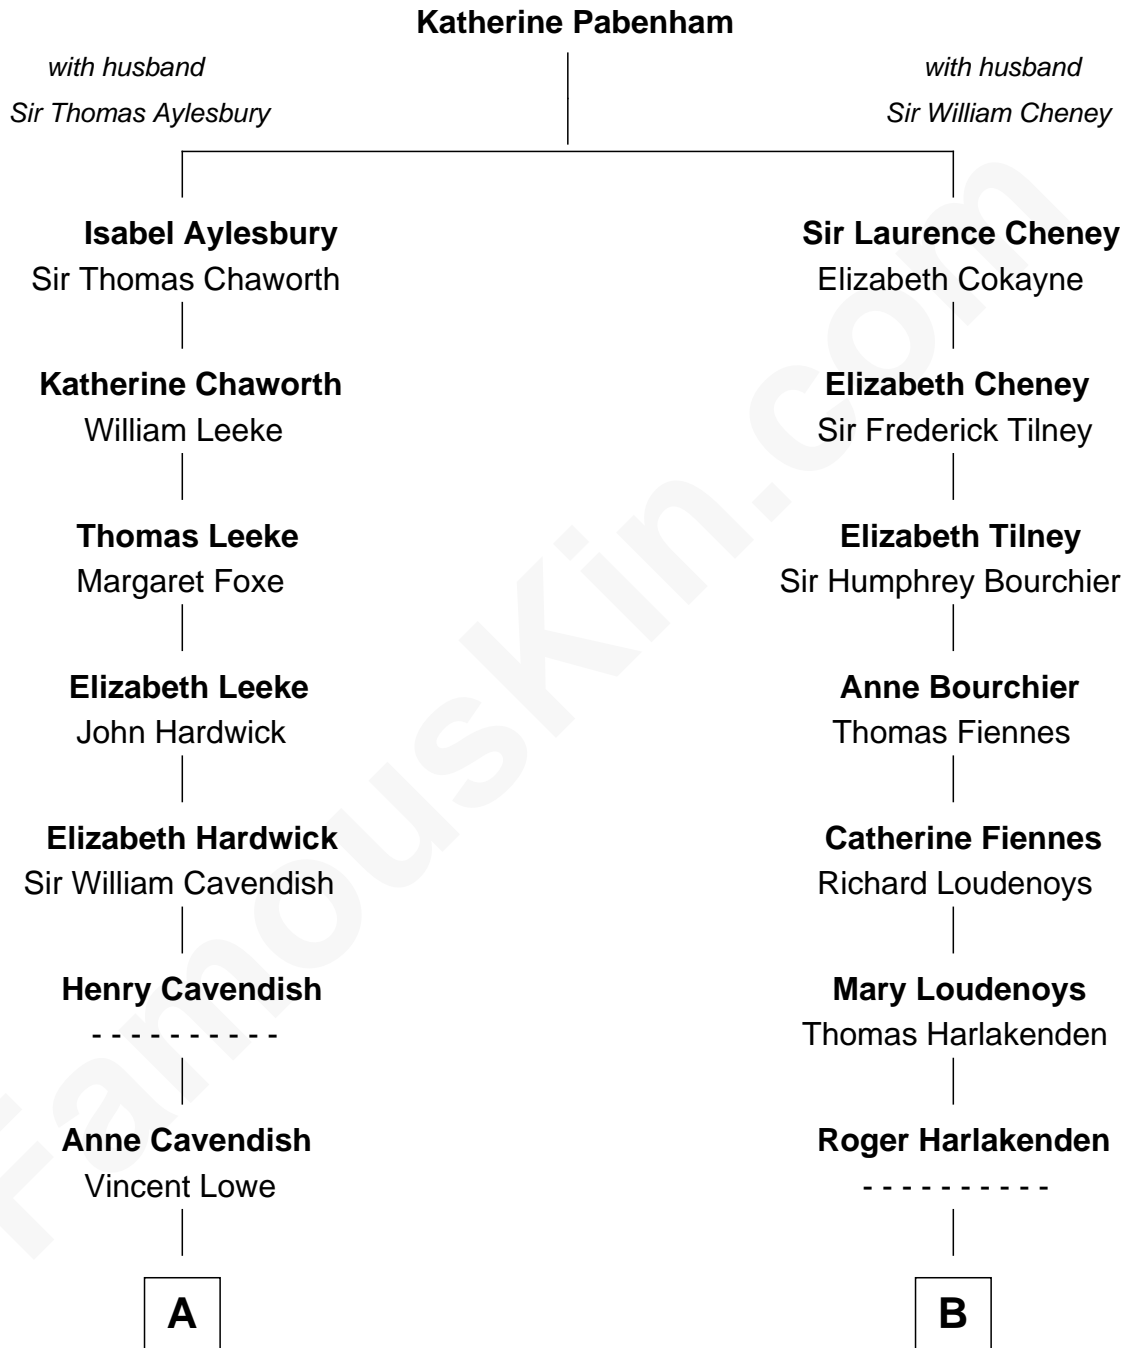 Katherine Pabenham
with husband
Sir Thomas Aylesbury
with husband
Sir William Cheney
Isabel Aylesbury
Sir Thomas Chaworth
Sir Laurence Cheney
Elizabeth Cokayne
Katherine Chaworth
William Leeke
Elizabeth Cheney
Sir Frederick Tilney
Thomas Leeke
Margaret Foxe
Elizabeth Tilney
Sir Humphrey Bourchier
Elizabeth Leeke
John Hardwick
Anne Bourchier
Thomas Fiennes
Elizabeth Hardwick
Sir William Cavendish
Catherine Fiennes
Richard Loudenoys
Henry Cavendish
- - - - - - - - - -
Mary Loudenoys
Thomas Harlakenden
Anne Cavendish
Vincent Lowe
Roger Harlakenden
- - - - - - - - - -
A
B
FamousKin.com